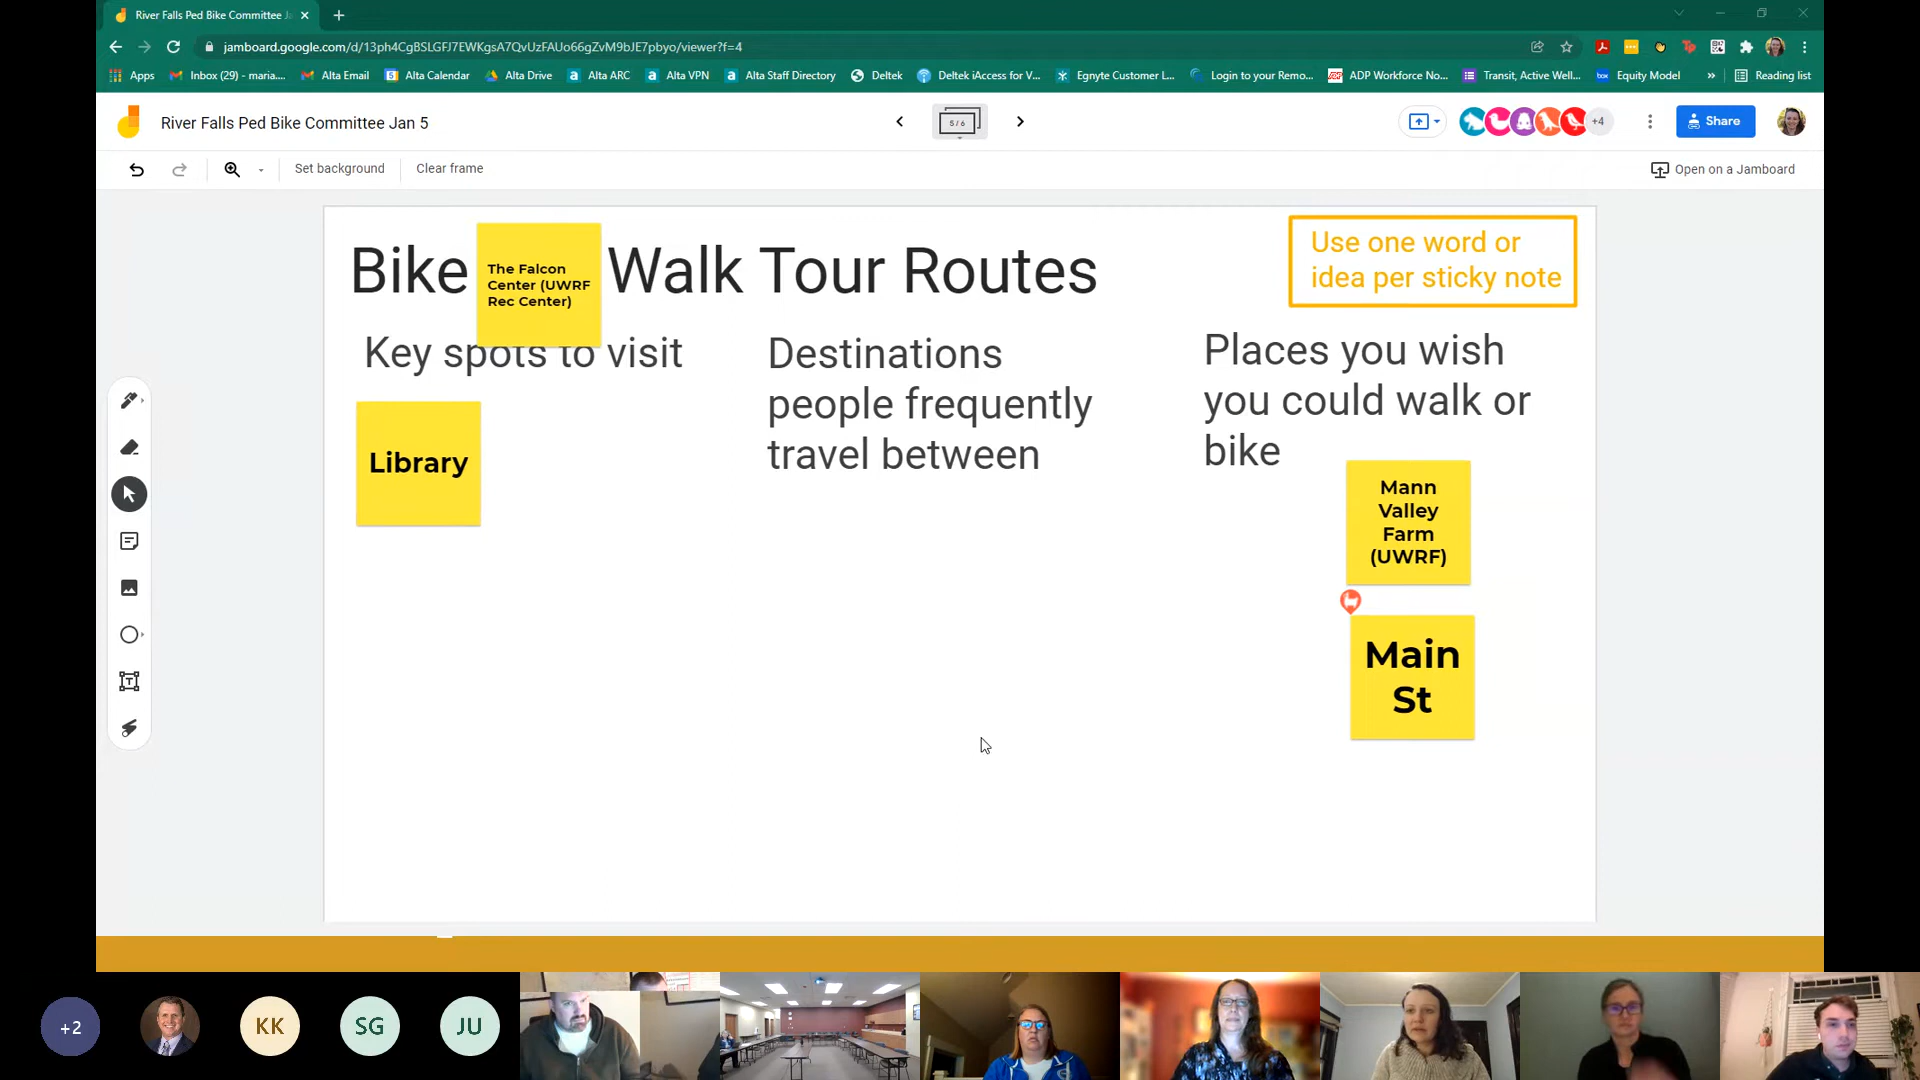 River Falls Ped Bike Committee Ja
jamboard.google.com/d/13ph4CgBSLGFJ7EWKgsA7QvUzFAUo66gZvM9bJE7pbyo/viewer?f=4
Apps
Inbox (29) - maria....
Alta Email
Alta Calendar
Alta Drive
Alta ARC
Alta VPN
Alta Staff Directory
Deltek
Deltek iAccess for V...
Egnyte Customer L...
Login to your Remo...
ADP Workforce No...
Transit, Active Well...
Equity Model
»
Reading list
River Falls Ped Bike Committee Jan 5
5 / 6
+4
Share
Set background
Clear frame
Open on a Jamboard
Bike
Walk Tour Routes
The Falcon
Center (UWRF
Rec Center)
Use one word or
idea per sticky note
Key spots to visit
Library
Destinations
people frequently
travel between
Places you wish
you could walk or
bike
Mann
Valley
Farm
(UWRF)
Main
St
+2
KK
SG
JU